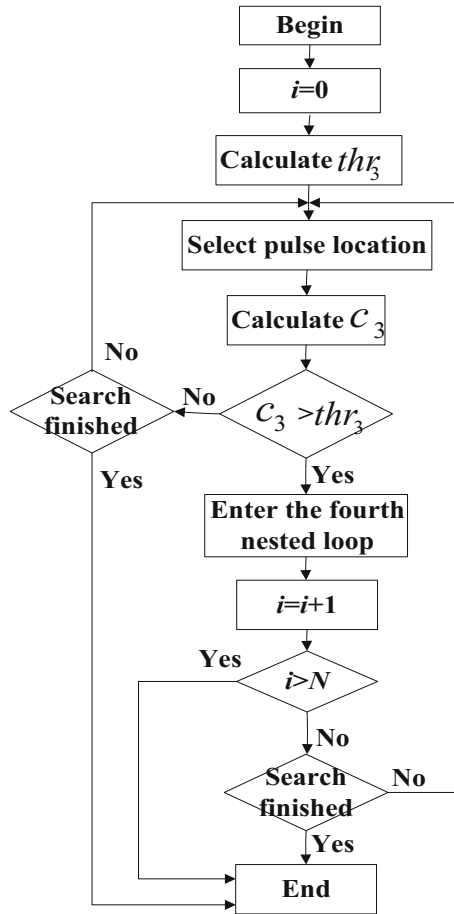 Begin
i=0
Calculate thr3
Select pulse location
Calculate c3
No
Search
finished
No
c3 >thr3
Yes
Yes
Enter the fourth
nested loop
i=i+1
Yes
i>N
No
Search
finished
No
Yes
End